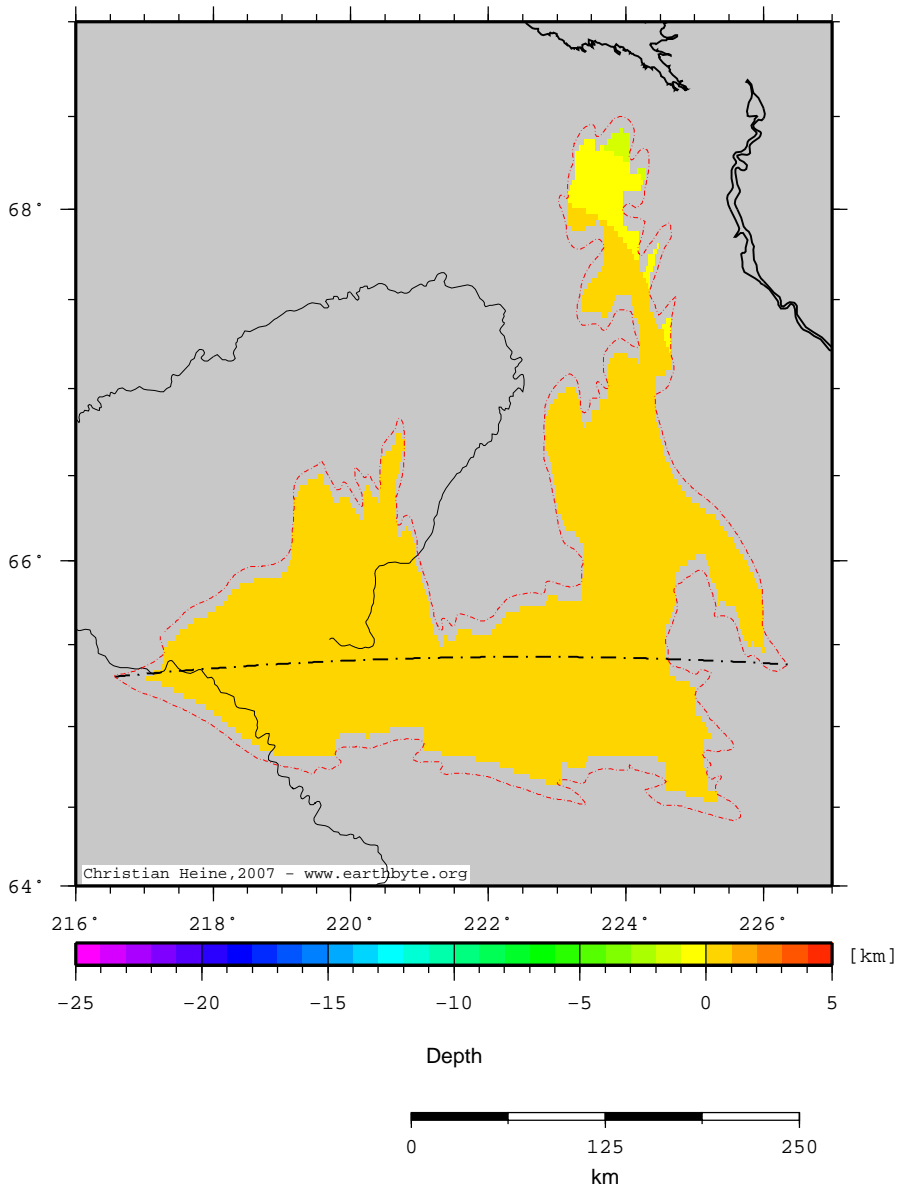 68°
66°
64°
Christian Heine,2007 - www.earthbyte.org
216° 218° 220° 222° 224° 226°
[km]
−25 −20 −15 −10 −5 0 5
Depth
0 125 250
km